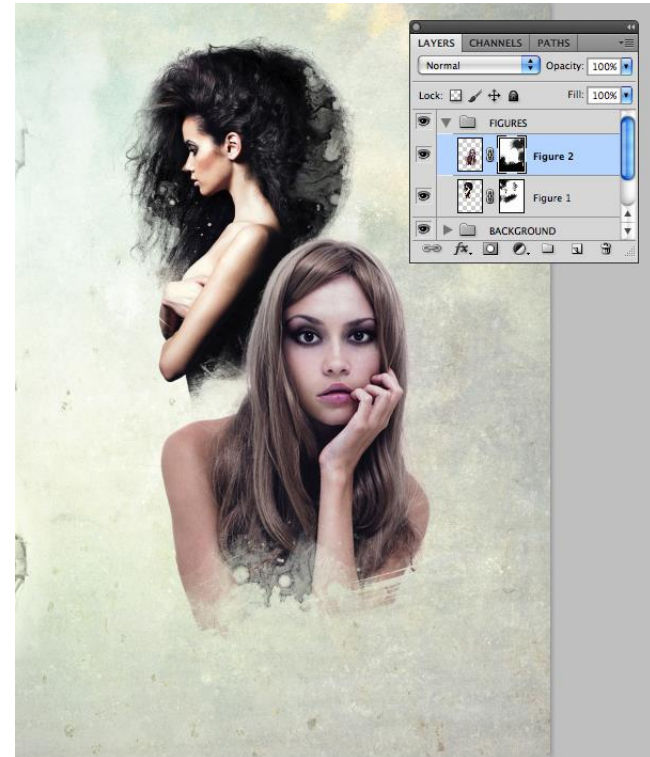 LAYERS CHANNELS PATHS
Normal Opacity: 100%
Lock: Fill: 100%
FIGURES
Figure 2
Figure 1
BACKGROUND
fx.